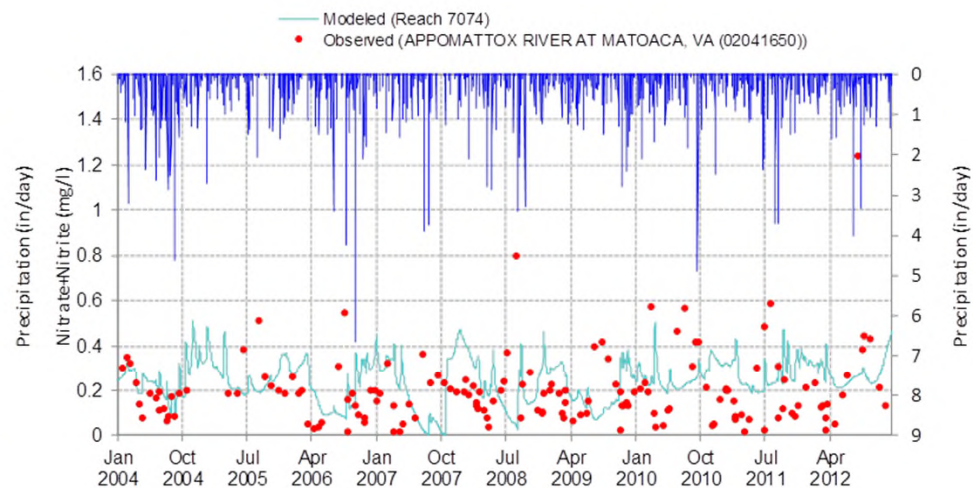 Modeled (Reach 7074)
Observed (APPOMATTOX RIVER AT MATOACA, VA (02041650))
Precipitation (in/day)
Nitrate+Nitrite (mg/l)
1.6
1.4
1.2
1
0.8
0.6
0.4
0.2
0
0
1
2
3
4
5
6
7
8
9
Precipitation (in/day)
Jan Oct Jul Apr Jan Oct Jul Apr Jan Oct Jul Apr
2004 2004 2005 2006 2007 2007 2008 2009 2010 2010 2011 2012